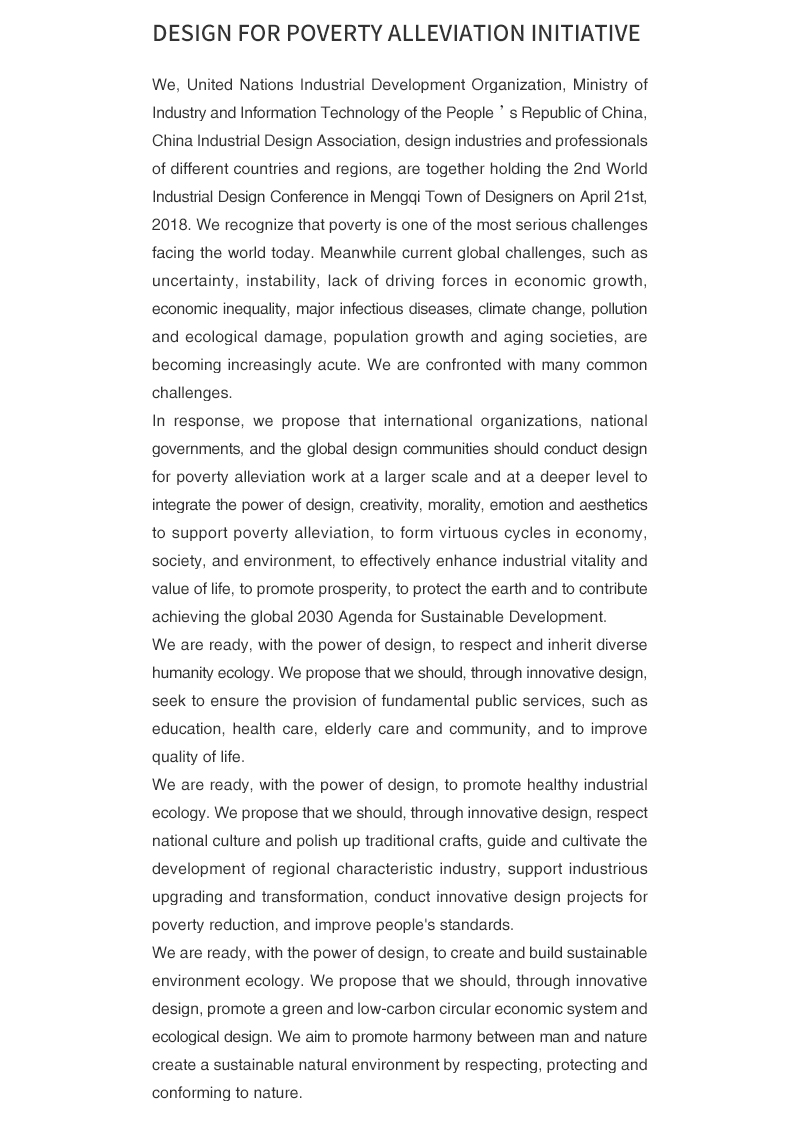 DESIGN FOR POVERTY ALLEVIATION INITIATIVE
We, United Nations Industrial Development Organization, Ministry of
Industry and Information Technology of the People ’ s Republic of China,
China Industrial Design Association, design industries and professionals
of different countries and regions, are together holding the 2nd World
Industrial Design Conference in Mengqi Town of Designers on April 21st,
2018. We recognize that poverty is one of the most serious challenges
facing the world today. Meanwhile current global challenges, such as
uncertainty, instability, lack of driving forces in economic growth,
economic inequality, major infectious diseases, climate change, pollution
and ecological damage, population growth and aging societies, are
becoming increasingly acute. We are confronted with many common
challenges.
In response, we propose that international organizations, national
governments, and the global design communities should conduct design
for poverty alleviation work at a larger scale and at a deeper level to
integrate the power of design, creativity, morality, emotion and aesthetics
to support poverty alleviation, to form virtuous cycles in economy,
society, and environment, to effectively enhance industrial vitality and
value of life, to promote prosperity, to protect the earth and to contribute
achieving the global 2030 Agenda for Sustainable Development.
We are ready, with the power of design, to respect and inherit diverse
humanity ecology. We propose that we should, through innovative design,
seek to ensure the provision of fundamental public services, such as
education, health care, elderly care and community, and to improve
quality of life.
We are ready, with the power of design, to promote healthy industrial
ecology. We propose that we should, through innovative design, respect
national culture and polish up traditional crafts, guide and cultivate the
development of regional characteristic industry, support industrious
upgrading and transformation, conduct innovative design projects for
poverty reduction, and improve people's standards.
We are ready, with the power of design, to create and build sustainable
environment ecology. We propose that we should, through innovative
design, promote a green and low-carbon circular economic system and
ecological design. We aim to promote harmony between man and nature
create a sustainable natural environment by respecting, protecting and
conforming to nature.